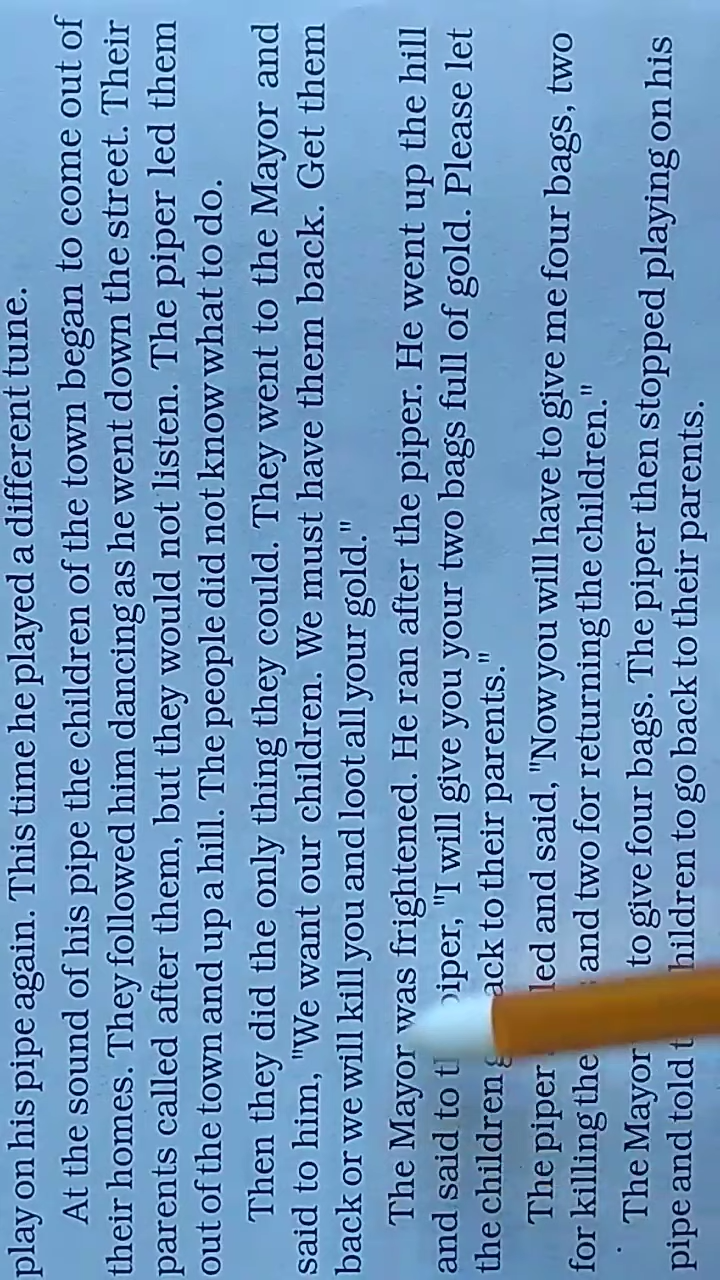 play on his pipe again. This time he played a different tune.
At the sound of his pipe the children of the town began to come out of
their homes. They followed him dancing as he went down the street. Their
parents called after them, but they would not listen. The piper led them
out of the town and up a hill. The people did not know what to do.
Then they did the only thing they could. They went to the Mayor and
said to him, "We want our children. We must have them back. Get them
back or we will kill you and loot all your gold."
The Mayor was frightened. He ran after the piper. He went up the hill
and said to piper, "I will give you your two bags full of gold. Please let
the children back to their parents."
The piper and said, "Now you will have to give me four bags, two
for killing the and two for returning the children."
The Mayor to give four bags. The piper then stopped playing on his
pipe and told children to go back to their parents.